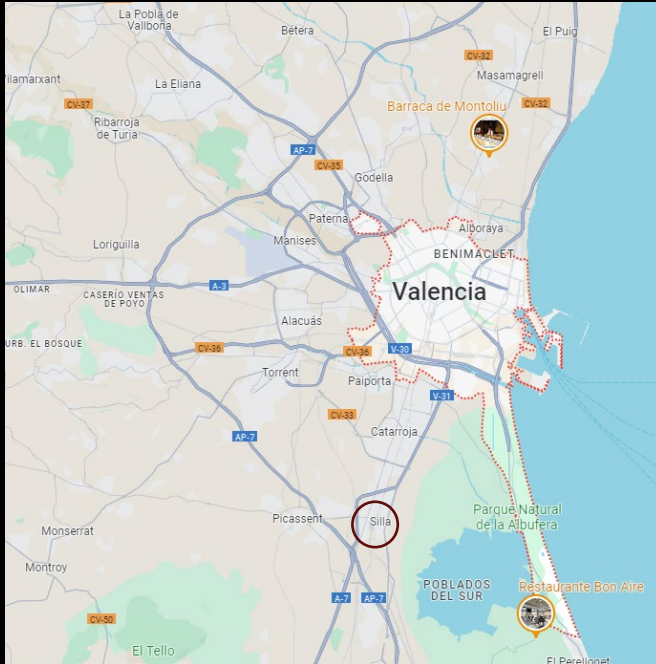 La Pobla de
Vallbona
Bétera
El Puig
CV-32
Masamagrell
vilamarxant
La Eliana
CV-37
Barraca de Montoliu
CV-32
Ribarroja
de Turia
AP-7
CV-35
Godella
Paterna
Alboraya
Loriguilla
Manises
BENIMACLET
A-3
Valencia
OLIMAR
CASERÍO VENTAS
DE POYO
Alacuás
URB. EL BOSQUE
CV-36
CV-36
V-30
Torrent
Paiporta
V-31
CV-33
AP-7
Catarroja
Picassent
Silla
Parque Natural
de la Albufera
Monserrat
Montroy
POBLADOS
DEL SUR
Restaurante Bon Aire
A-7
AP-7
CV-50
El Tello
El Perellonet